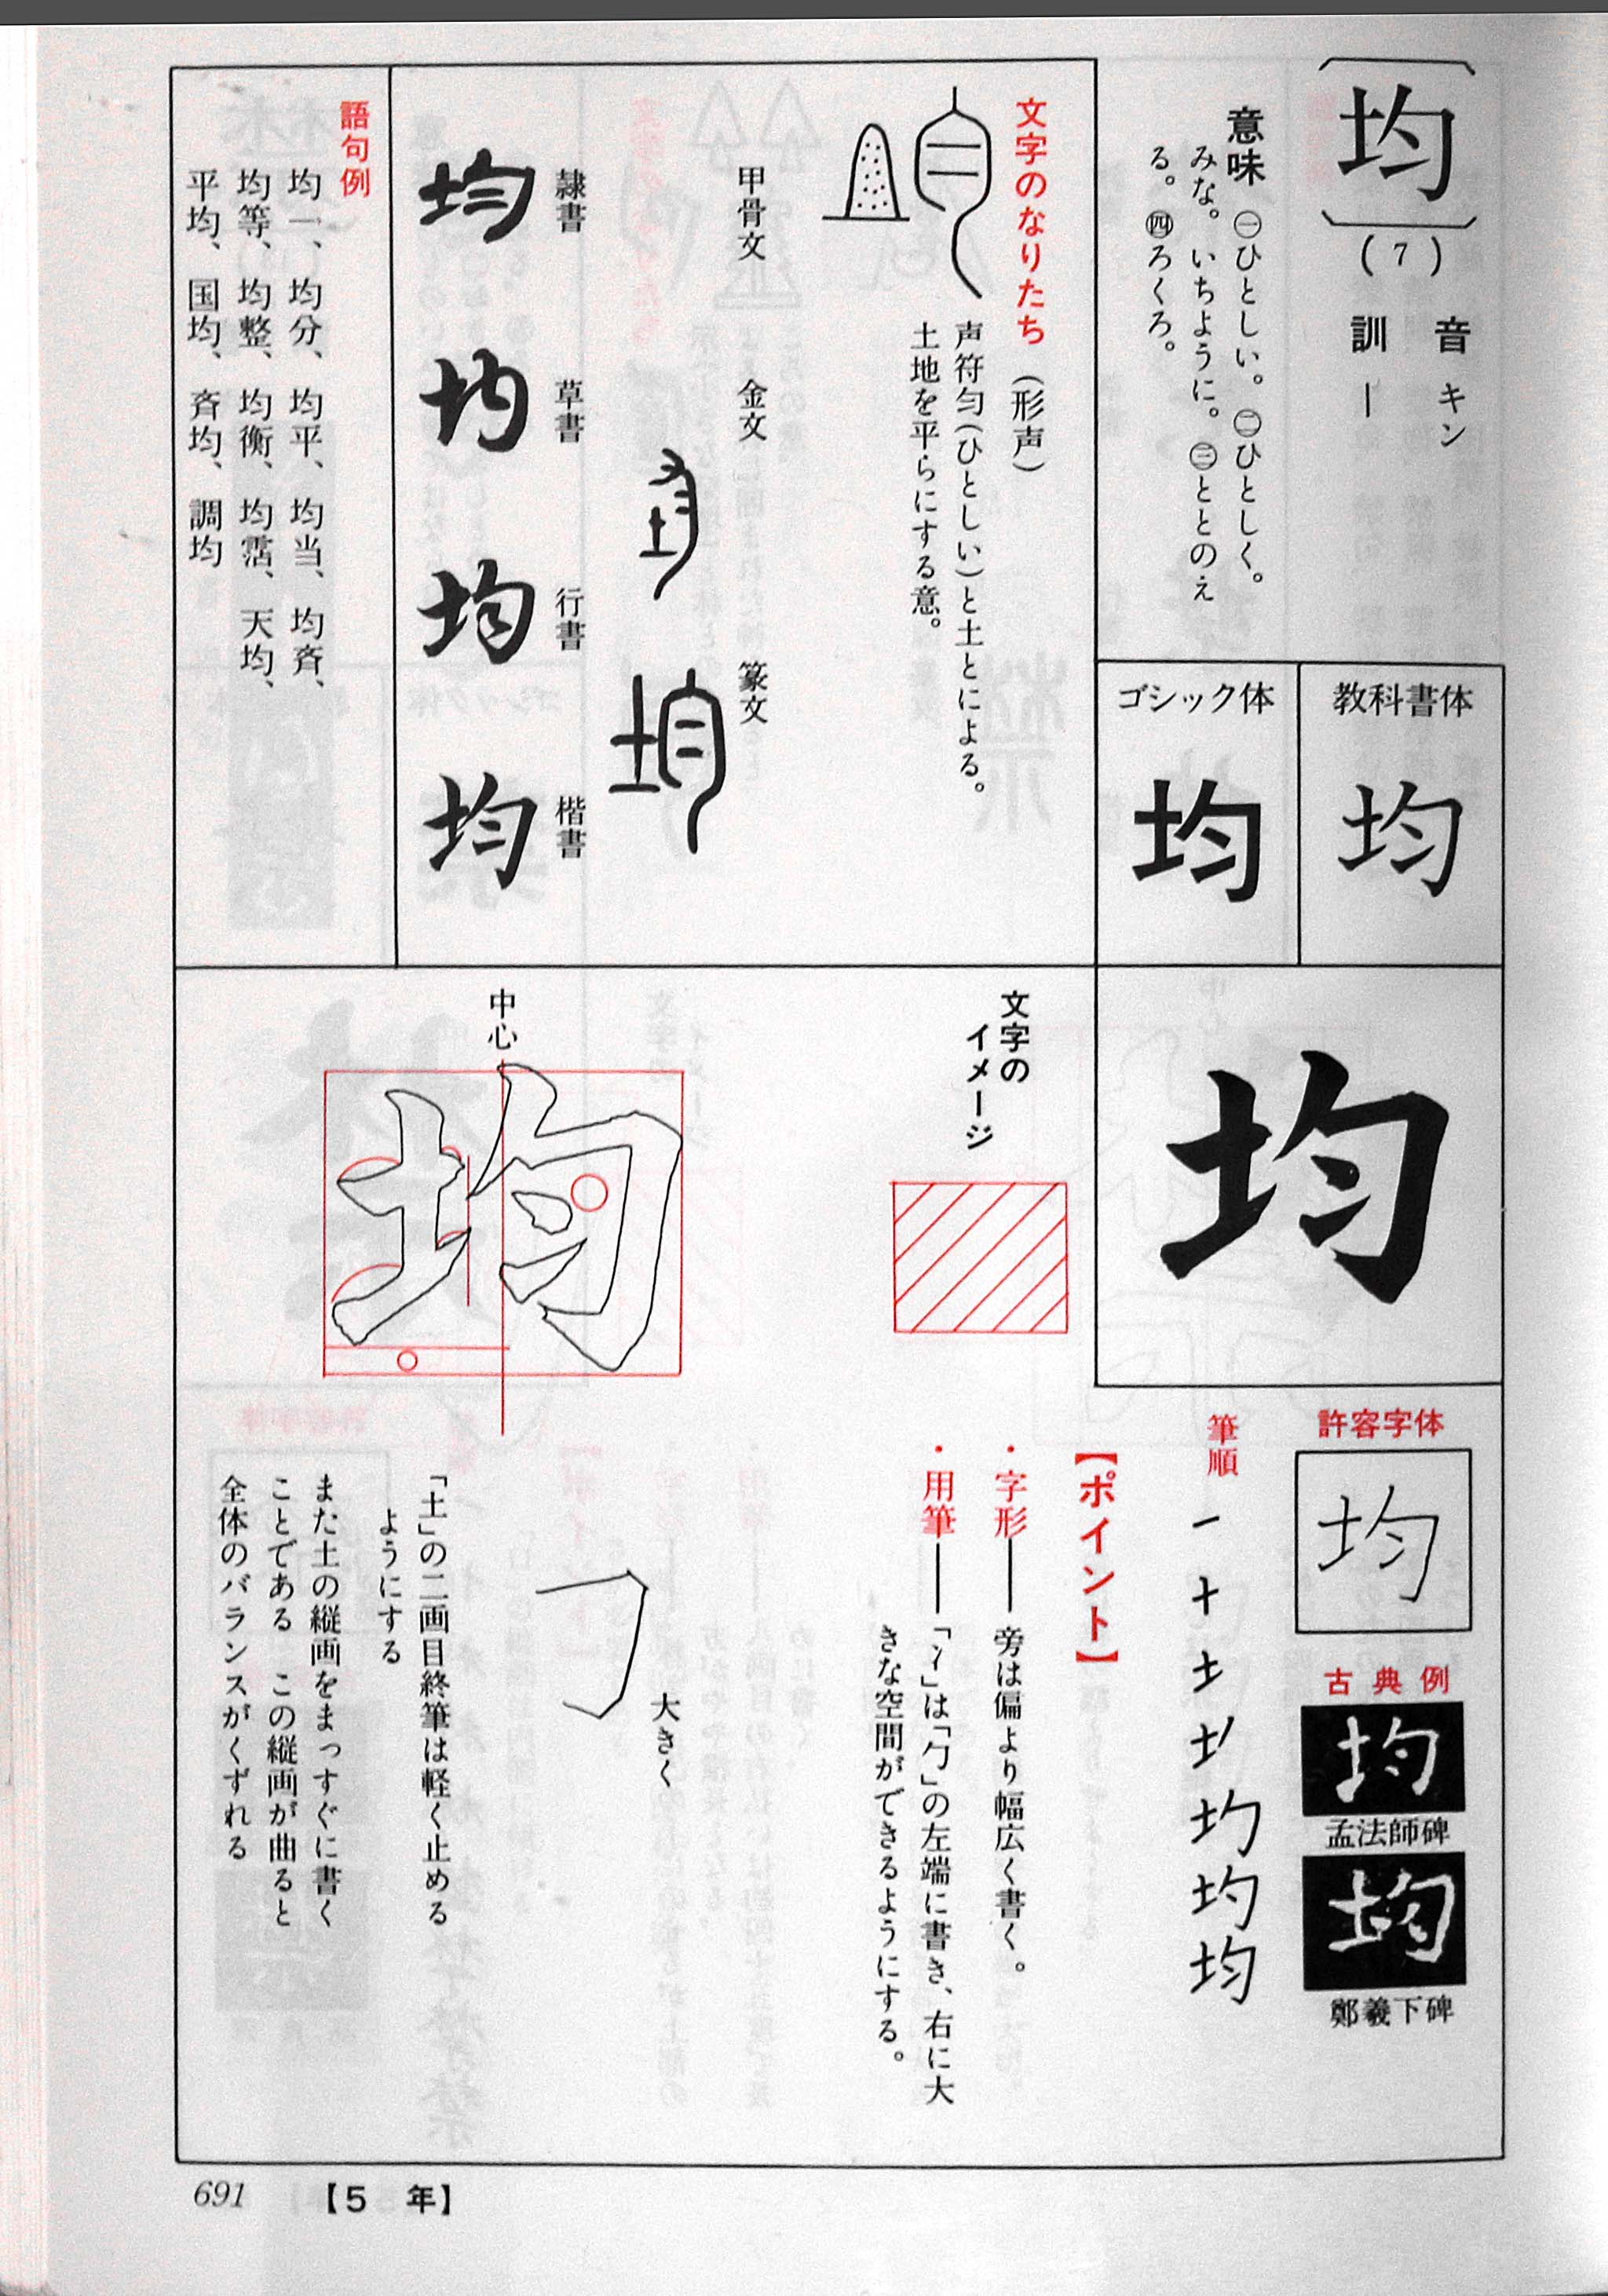 均
(7)
音 キン
訓 ―
意味 ㊀ひとしい。㊁ひとしく。
みな。いちように。㊂ととのえ
る。㊃ろくろ。
教科書体
均
ゴシック体
均
文字のなりたち（形声）
声符匀(ひとしい)と土とによる。
土地を平らにする意。
甲骨文
金文
篆文
隷書
均
草書
均
行書
均
楷書
均
語句例
均一、均分、均平、均当、均斉、
均等、均整、均衡、均霑、天均、
平均、国均、斉均、調均
均
許容字体
均
古典例
均
孟法師碑
均
鄭羲下碑
筆順
均
【ポイント】
・字形――旁は偏より幅広く書く。
・用筆――「冫」は「勹」の左端に書き、右に大
きな空間ができるようにする。
文字の
イメージ
中心
均
大きく
「土」の二画目終筆は軽く止める
ようにする
また土の縦画をまっすぐに書く
ことである この縦画が曲ると
全体のバランスがくずれる
691
【5 年】